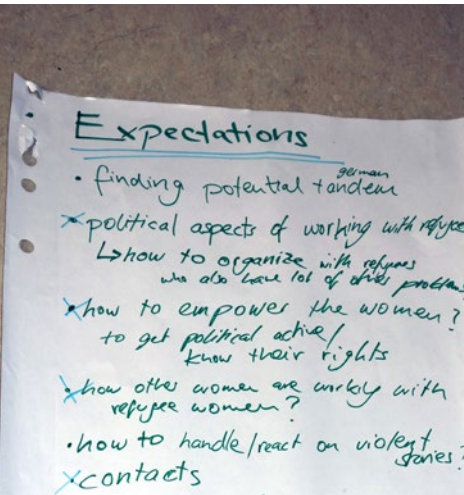 Expectations
german
• finding potential tandem
political aspects of working with refugee
↳ how to organize with refugees
who also have lot of other problems
how to empower the women?
to get political active/
know their rights
how other women are working with
refugee women?
• how to handle/react on violent
stories?
contacts